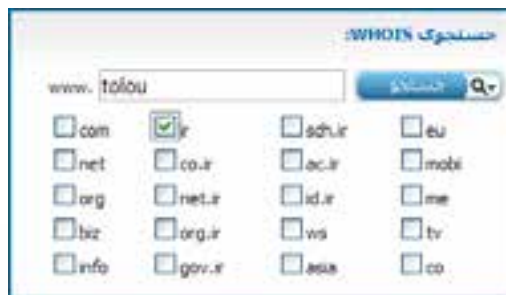 جستجوی WHOIS:
www. tolou جستجو
com ir sch.ir eu
net co.ir ac.ir mobi
org net.ir id.ir me
biz org.ir ws tv
info gov.ir asia co